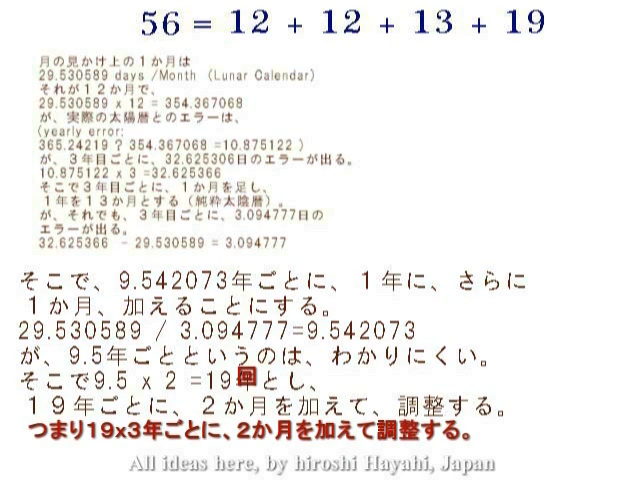 56 = 12 + 12 + 13 + 19
月の見かけ上の１か月は
29.530589 days /Month （Lunar Calendar）
それが１２か月で、
29.530589 x 12 = 354.367068
が、実際の太陽暦とのエラーは、
(yearly error:
365.24219 ? 354.367068 =10.875122 )
が、３年目ごとに、32.625306日のエラーが出る。
10.875122 x 3 =32.625366
そこで３年目ごとに、１か月を足し、
１年を１３か月とする（純粋太陰暦）。
が、それでも、３年目ごとに、3.094777日の
エラーが出る。
32.625366 - 29.530589 = 3.094777
そこで、9.542073年ごとに、１年に、さらに
１か月、加えることにする。
29.530589 / 3.094777=9.542073
が、9.5年ごとというのは、わかりにくい。
そこで9.5 x 2 =19年とし、
１９年ごとに、２か月を加えて、調整する。
つまり19x3年ごとに、2か月を加えて調整する。
All ideas here, by hiroshi Hayahi, Japan